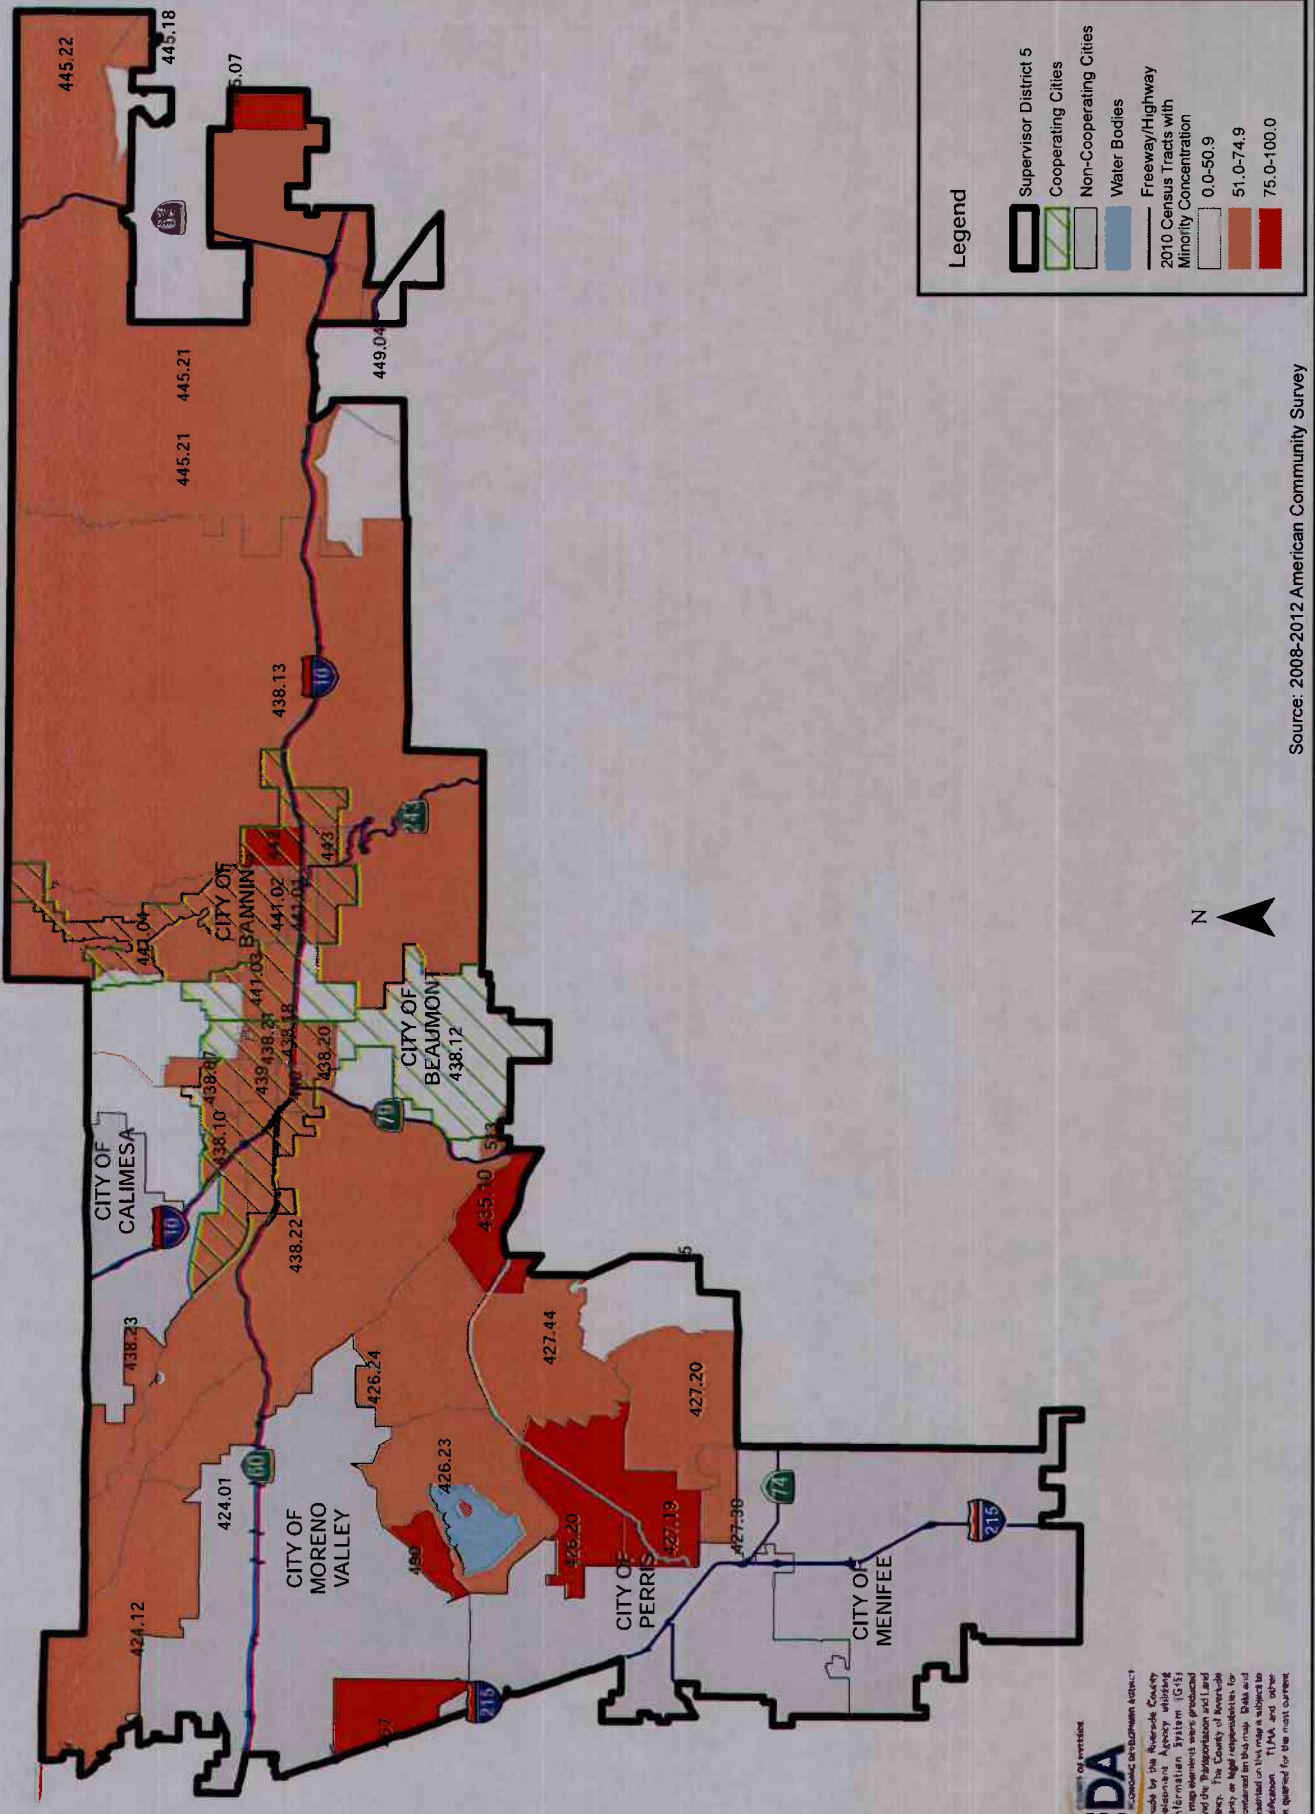 445.22
445.18
62
445.21
445.21
449.04
438.13
10
243
442
443
CITY OF
BANNING
441.02
441.01
441.04
441.03
438.18
438.20
439
CITY OF
BEAUMONT
438.12
438.07
438.10
79
CITY OF
CALIMESA
10
438.22
435.10
438.23
426.24
427.44
427.20
426.23
424.01
60
CITY OF
MORENO
VALLEY
490
426.20
427.19
427.30
74
215
CITY OF
PERRIS
CITY OF
MENIFEE
424.12
215
Legend
Supervisor District 5
Cooperating Cities
Non-Cooperating Cities
Water Bodies
Freeway/Highway
2010 Census Tracts with
Minority Concentration
0.0-50.9
51.0-74.9
75.0-100.0
N
Source: 2008-2012 American Community Survey
DA